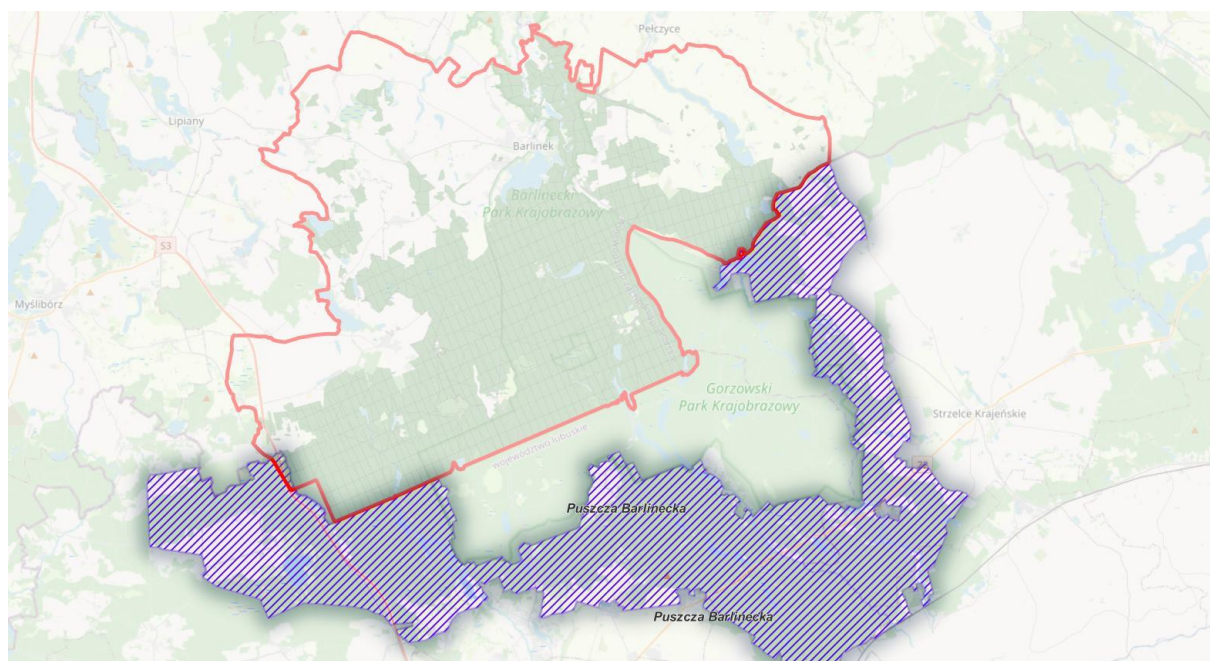 Pełczyce
Lipiany
Barlinek
Barlinecki
Park Krajobrazowy
S3
Myślibórz
Gorzowski
Park Krajobrazowy
Strzelce Krajeńskie
województwo lubuskie
Puszcza Barlinecka
Puszcza Barlinecka